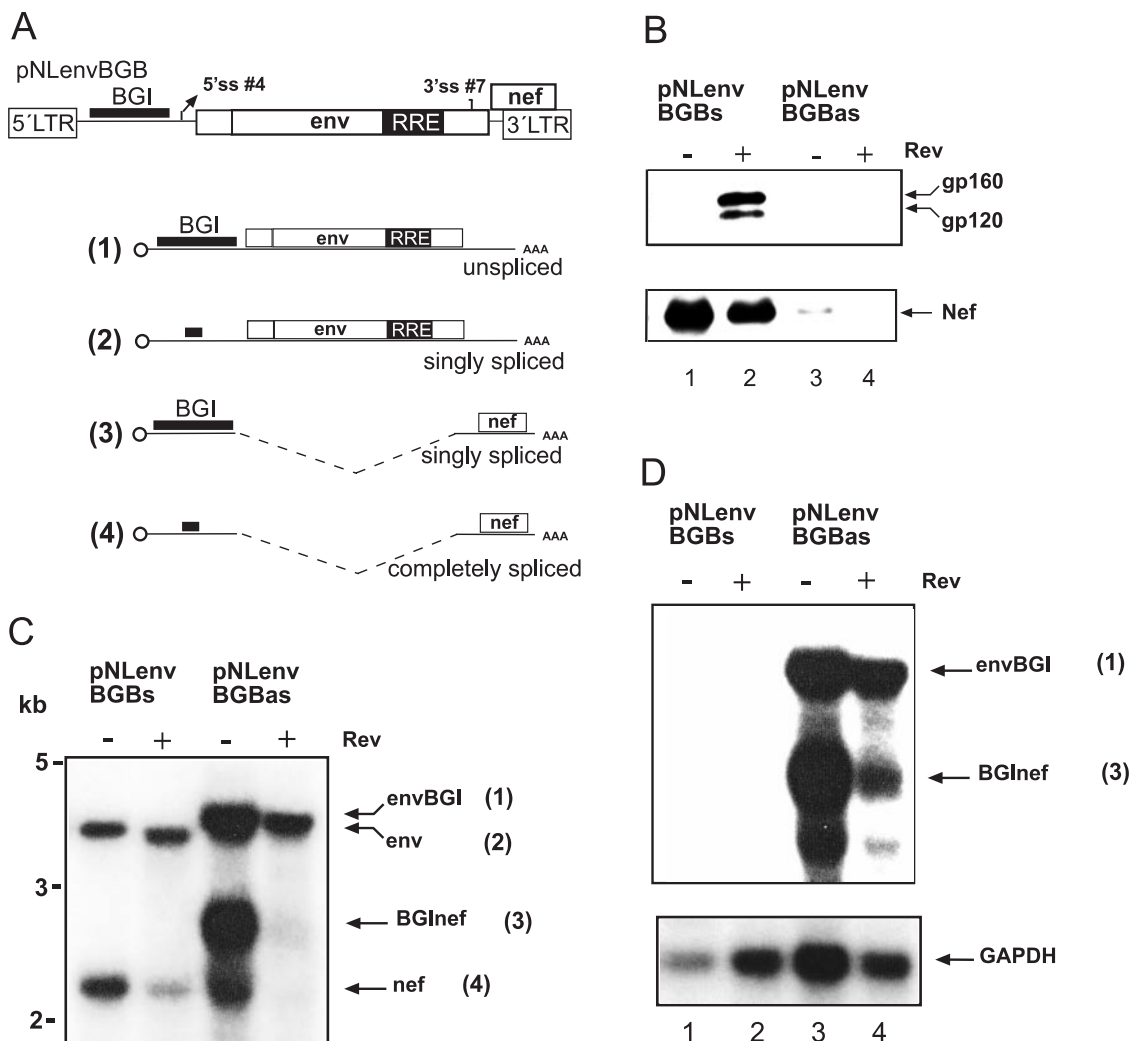 A
pNLenvBGB
BGI
5'ss #4
3'ss #7
nef
5´LTR
env
RRE
3´LTR
(1)
BGI
env
RRE
AAA
unspliced
(2)
env
RRE
AAA
singly spliced
(3)
BGI
nef
AAA
singly spliced
(4)
nef
AAA
completely spliced
B
pNLenv pNLenv
BGBs BGBas
- + - + Rev
gp160
gp120
Nef
1 2 3 4
C
pNLenv pNLenv
BGBs BGBas
kb
- + - + Rev
5
3
2
envBGI (1)
env (2)
BGInef (3)
nef (4)
D
pNLenv pNLenv
BGBs BGBas
- + - + Rev
envBGI (1)
BGInef (3)
GAPDH
1 2 3 4